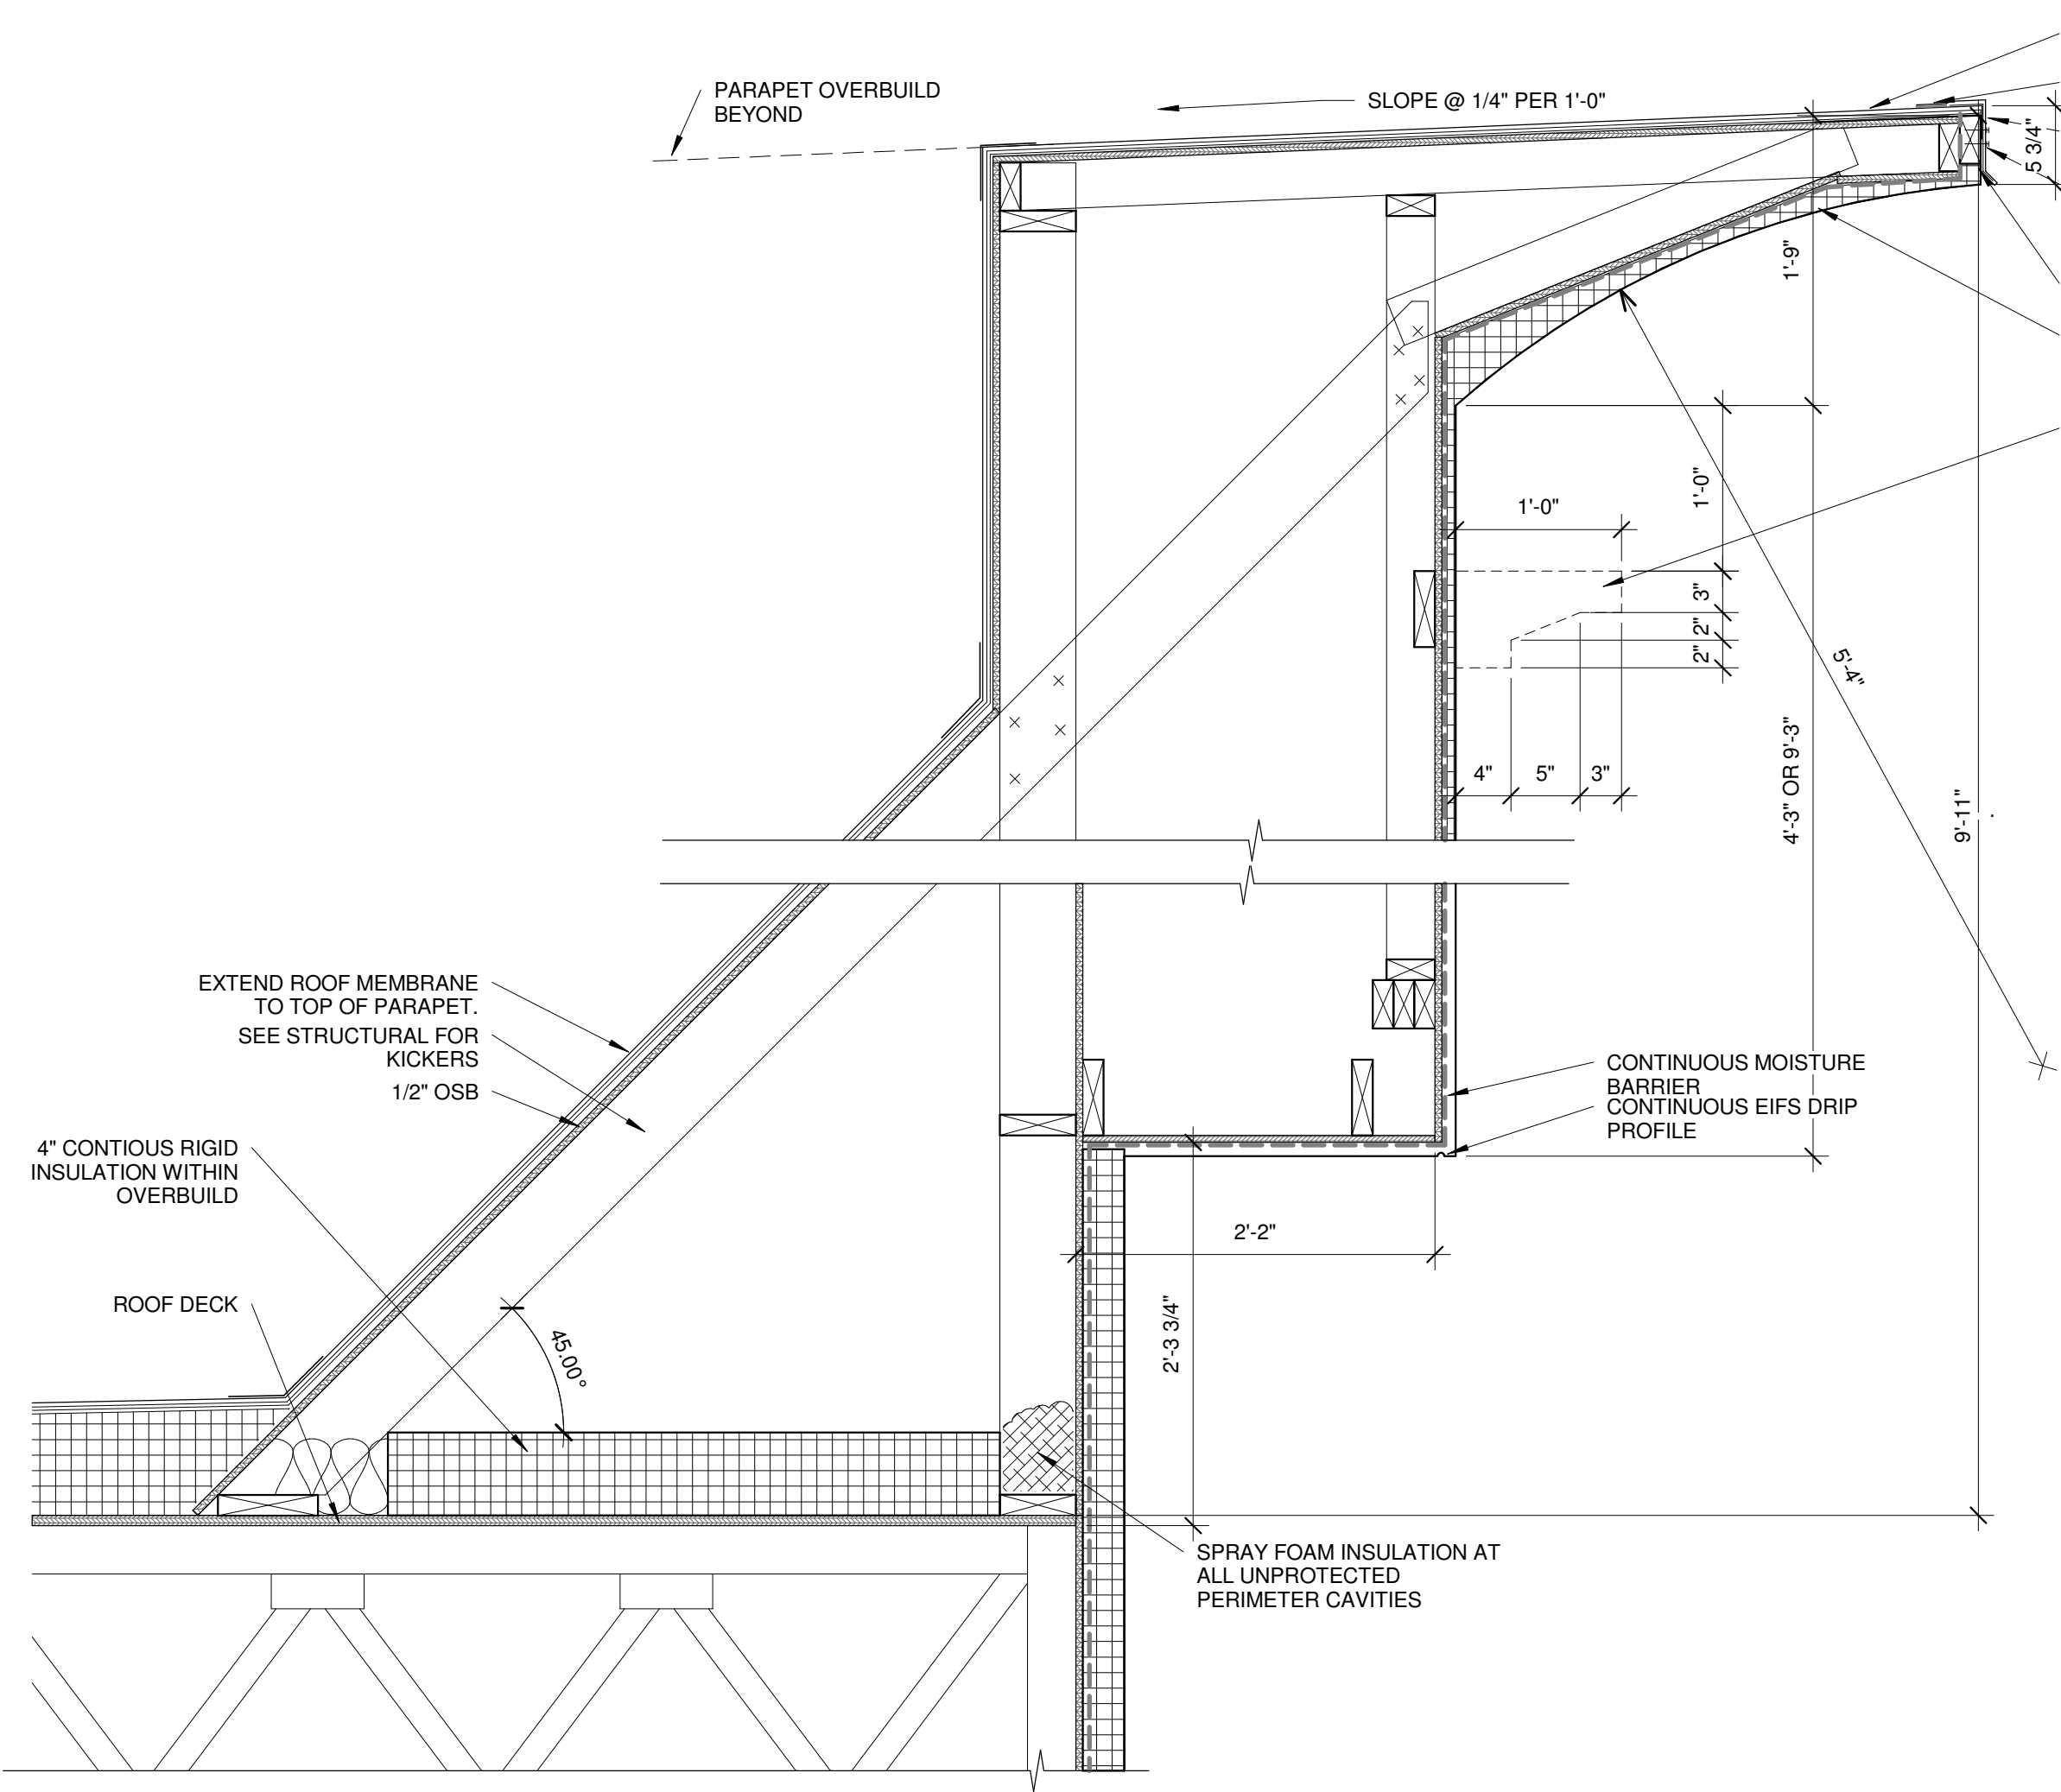 PARAPET OVERBUILD
BEYOND
SLOPE @ 1/4" PER 1'-0"
5 3/4"
1'-9"
1'-0"
1'-0"
3"
2"
2"
5'-4"
4"
5"
3"
4'-3" OR 9'-3"
9'-11"
EXTEND ROOF MEMBRANE
TO TOP OF PARAPET.
SEE STRUCTURAL FOR
KICKERS
1/2" OSB
CONTINUOUS MOISTURE
BARRIER
CONTINUOUS EIFS DRIP
PROFILE
4" CONTIOUS RIGID
INSULATION WITHIN
OVERBUILD
2'-2"
ROOF DECK
2'-3 3/4"
45.00°
SPRAY FOAM INSULATION AT
ALL UNPROTECTED
PERIMETER CAVITIES